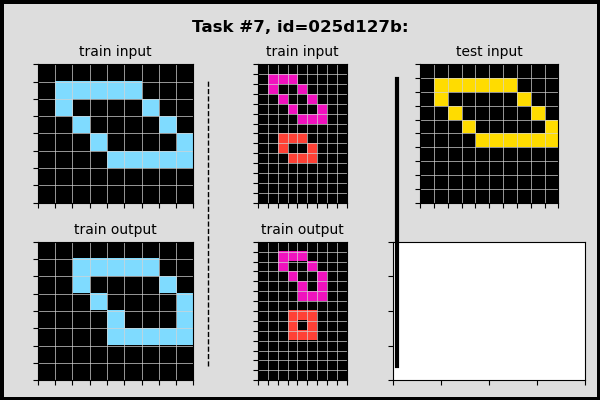 Task #7, id=025d127b:
train input
train input
test input
train output
train output